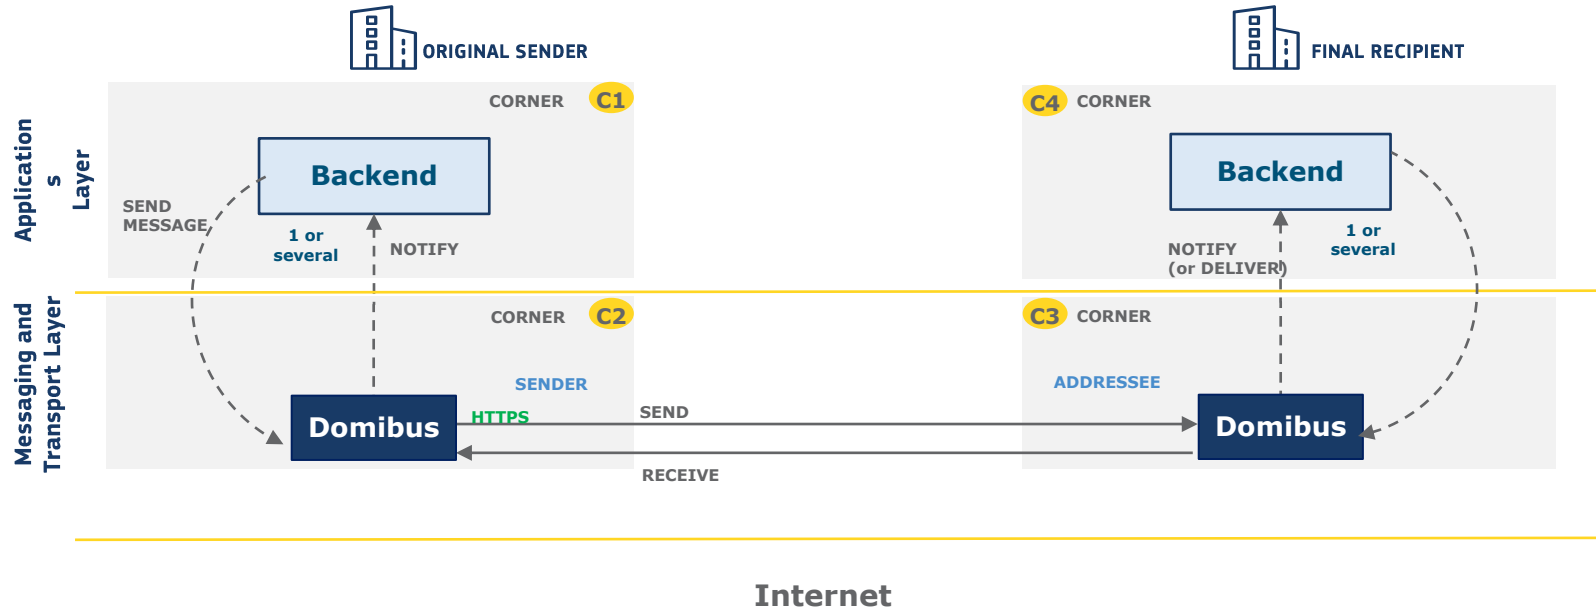 ORIGINAL SENDER
FINAL RECIPIENT
Application
s
Layer
CORNER
C1
Backend
SEND
MESSAGE
1 or
several
NOTIFY
C4
CORNER
Backend
1 or
several
NOTIFY
(or DELIVER)
Messaging and
Transport Layer
CORNER
C2
SENDER
HTTPS
Domibus
SEND
RECEIVE
C3
CORNER
ADDRESSEE
Domibus
Internet